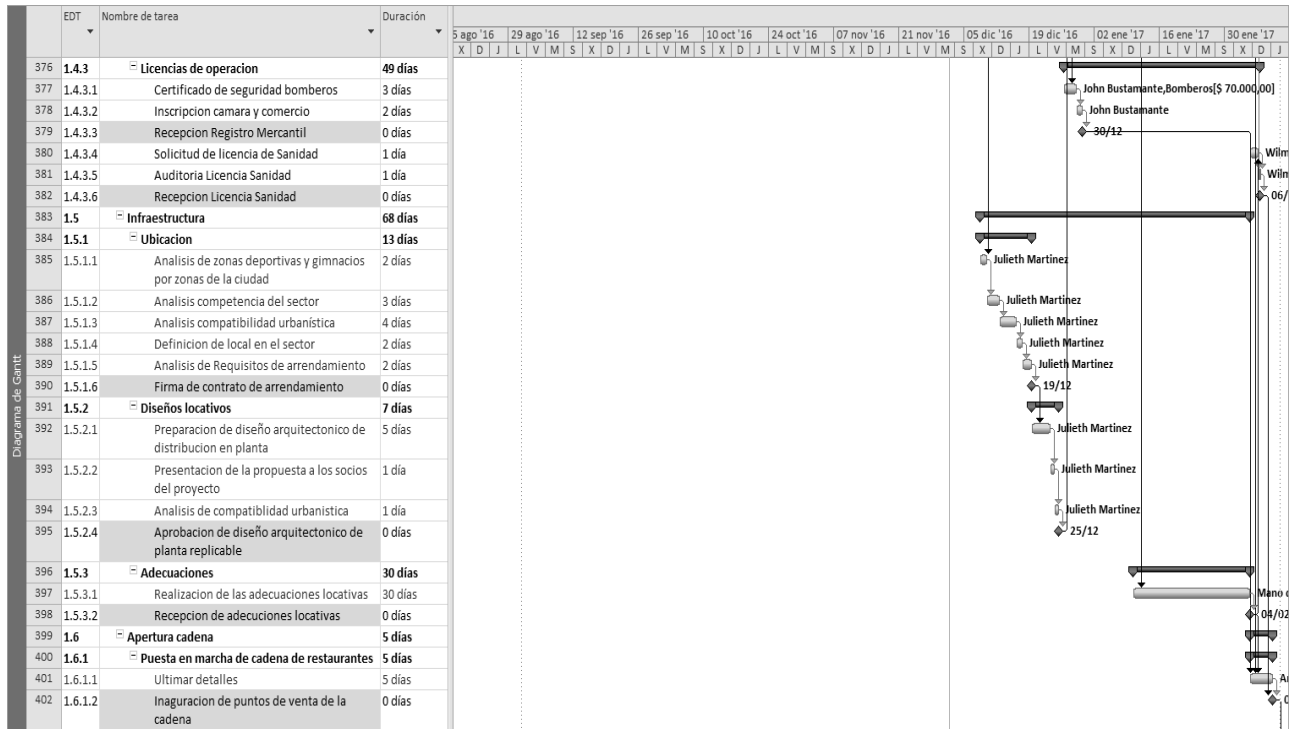 EDT Nombre de tarea Duración
5 ago '16 29 ago '16 12 sep '16 26 sep '16 10 oct '16 24 oct '16 07 nov '16 21 nov '16 05 dic '16 19 dic '16 02 ene '17 16 ene '17 30 ene '17
X D J L V M S X D J L V M S X D J L V M S X D J L V M S X D J L V M S X D J
376 1.4.3 Licencias de operacion 49 días
377 1.4.3.1 Certificado de seguridad bomberos 3 días John Bustamante,Bomberos[$ 70.000,00]
378 1.4.3.2 Inscripcion camara y comercio 2 días John Bustamante
379 1.4.3.3 Recepcion Registro Mercantil 0 días 30/12
380 1.4.3.4 Solicitud de licencia de Sanidad 1 día Wilm
381 1.4.3.5 Auditoria Licencia Sanidad 1 día Wilm
382 1.4.3.6 Recepcion Licencia Sanidad 0 días 06/
383 1.5 Infraestructura 68 días
384 1.5.1 Ubicacion 13 días
385 1.5.1.1 Analisis de zonas deportivas y gimnacios 2 días Julieth Martinez
por zonas de la ciudad
386 1.5.1.2 Analisis competencia del sector 3 días Julieth Martinez
387 1.5.1.3 Analisis compatibilidad urbanística 4 días Julieth Martinez
388 1.5.1.4 Definicion de local en el sector 2 días Julieth Martinez
389 1.5.1.5 Analisis de Requisitos de arrendamiento 2 días Julieth Martinez
390 1.5.1.6 Firma de contrato de arrendamiento 0 días 19/12
391 1.5.2 Diseños locativos 7 días
392 1.5.2.1 Preparacion de diseño arquitectonico de 5 días Julieth Martinez
distribucion en planta
393 1.5.2.2 Presentacion de la propuesta a los socios 1 día Julieth Martinez
del proyecto
394 1.5.2.3 Analisis de compatiblidad urbanistica 1 día Julieth Martinez
395 1.5.2.4 Aprobacion de diseño arquitectonico de 0 días 25/12
planta replicable
396 1.5.3 Adecuaciones 30 días
397 1.5.3.1 Realizacion de las adecuaciones locativas 30 días Mano
398 1.5.3.2 Recepcion de adecuciones locativas 0 días 04/02
399 1.6 Apertura cadena 5 días
400 1.6.1 Puesta en marcha de cadena de restaurantes 5 días
401 1.6.1.1 Ultimar detalles 5 días
402 1.6.1.2 Inaguracion de puntos de venta de la 0 días
cadena
Diagrama de Gantt